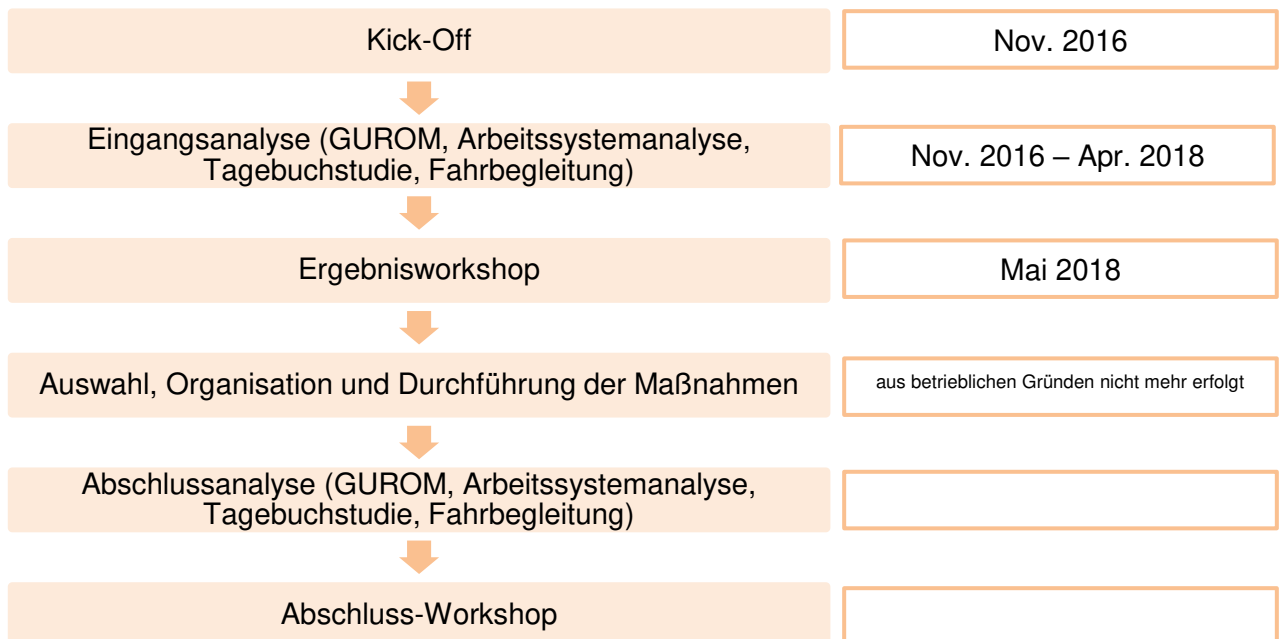 Kick-Off
Nov. 2016
Eingangsanalyse (GUROM, Arbeitssystemanalyse,
Tagebuchstudie, Fahrbegleitung)
Nov. 2016 – Apr. 2018
Ergebnisworkshop
Mai 2018
Auswahl, Organisation und Durchführung der Maßnahmen
aus betrieblichen Gründen nicht mehr erfolgt
Abschlussanalyse (GUROM, Arbeitssystemanalyse,
Tagebuchstudie, Fahrbegleitung)
Abschluss-Workshop